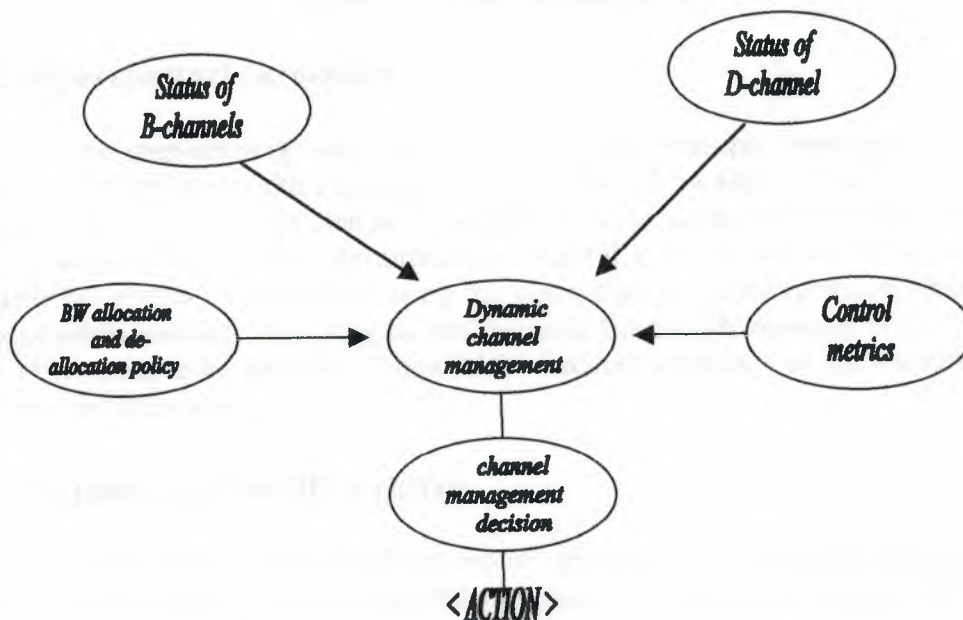 Status of
B-channels
Status of
D-channel
BW allocation
and de-
allocation policy
Dynamic
channel
management
Control
metrics
channel
management
decision
<ACTION>